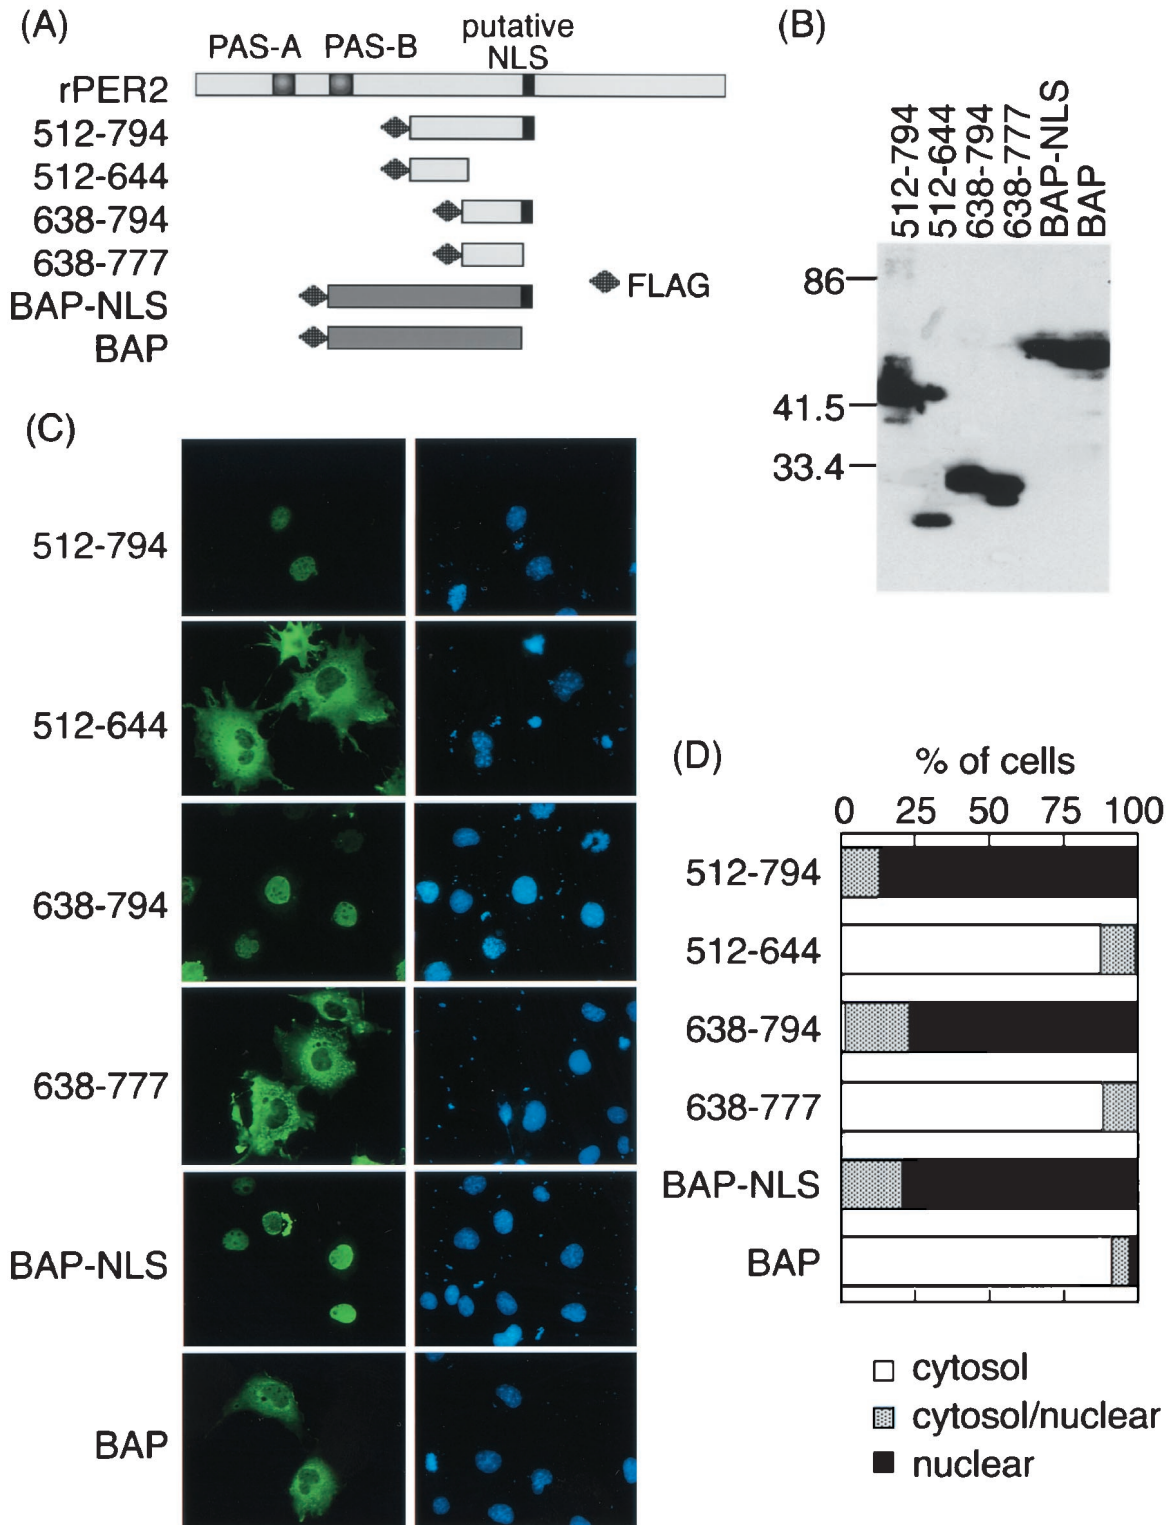 (A)
PAS-A PAS-B putative
NLS
rPER2
512-794
512-644
638-794
638-777
BAP-NLS
BAP
FLAG
(B)
512-794
512-644
638-794
638-777
BAP-NLS
BAP
86
41.5
33.4
(C)
512-794
512-644
638-794
638-777
BAP-NLS
BAP
(D)
% of cells
0 25 50 75 100
512-794
512-644
638-794
638-777
BAP-NLS
BAP
cytosol
cytosol/nuclear
nuclear